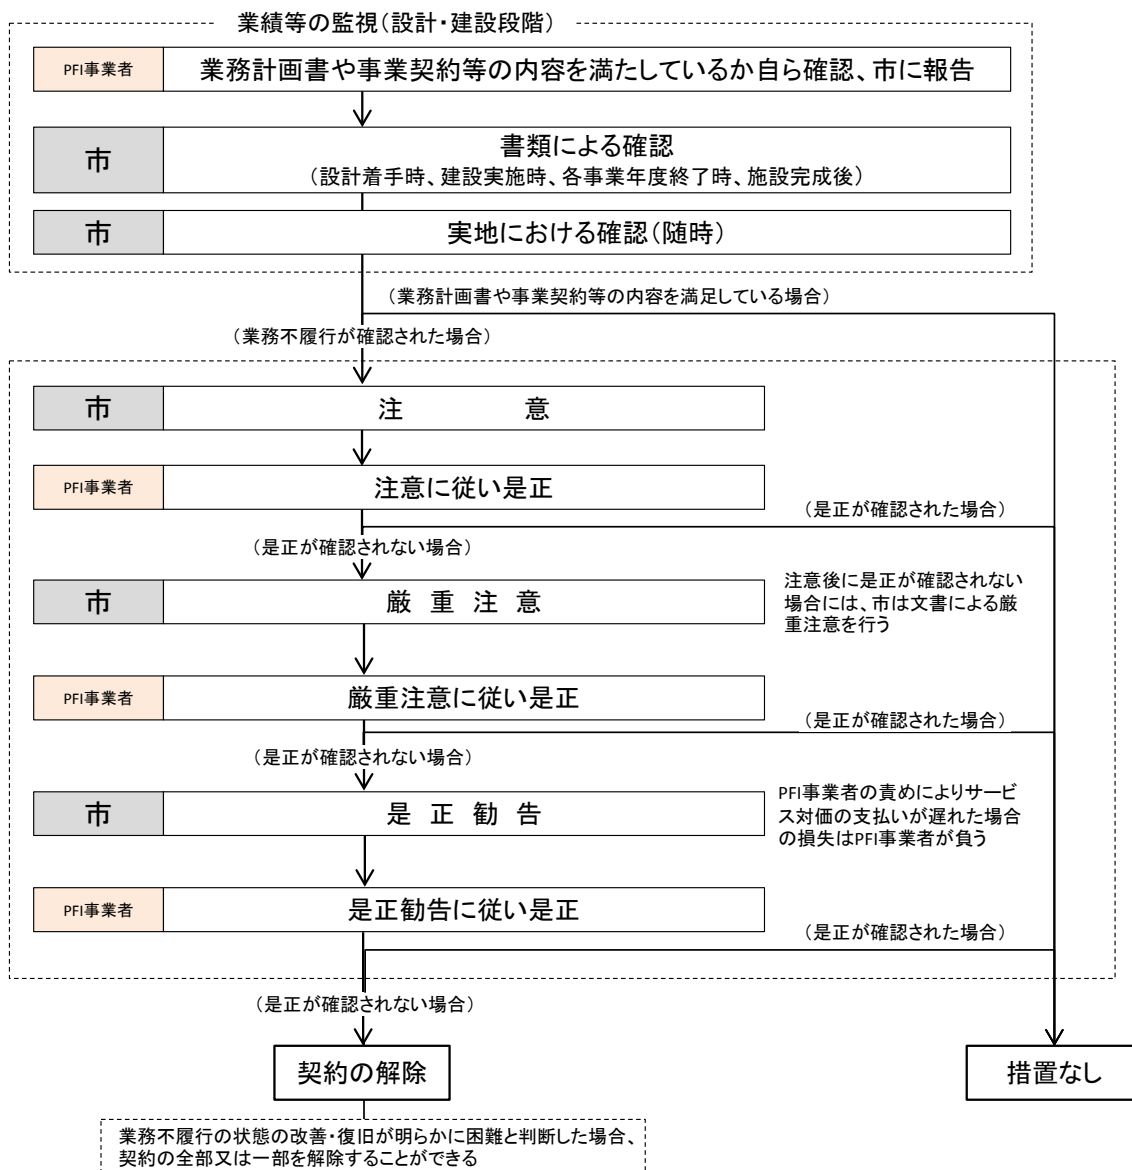 業績等の監視（設計・建設段階）
PFI事業者 業務計画書や事業契約等の内容を満たしているか自ら確認、市に報告
市 書類による確認
（設計着手時、建設実施時、各事業年度終了時、施設完成後）
市 実地における確認（随時）
（業務計画書や事業契約等の内容を満足している場合）
（業務不履行が確認された場合）
市 注 意
PFI事業者 注意に従い是正
（是正が確認された場合）
（是正が確認されない場合）
市 厳 重 注 意
注意後に是正が確認されない
場合には、市は文書による厳
重注意を行う
PFI事業者 厳重注意に従い是正
（是正が確認された場合）
（是正が確認されない場合）
市 是 正 勧 告
PFI事業者の責めによりサービ
ス対価の支払いが遅れた場合
の損失はPFI事業者が負う
PFI事業者 是正勧告に従い是正
（是正が確認された場合）
（是正が確認されない場合）
契約の解除
措置なし
業務不履行の状態の改善・復旧が明らかに困難と判断した場合、
契約の全部又は一部を解除することができる